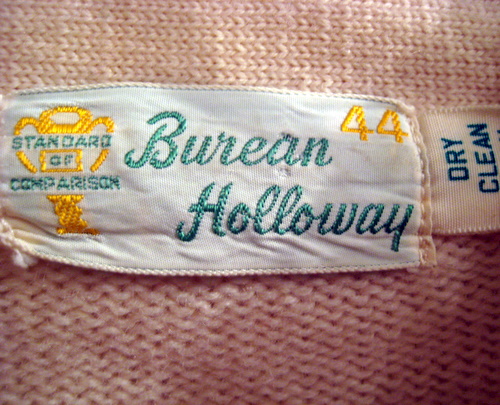 STANDARD
OF
COMPARISON
Burean
Holloway
44
DRY
CLEAN